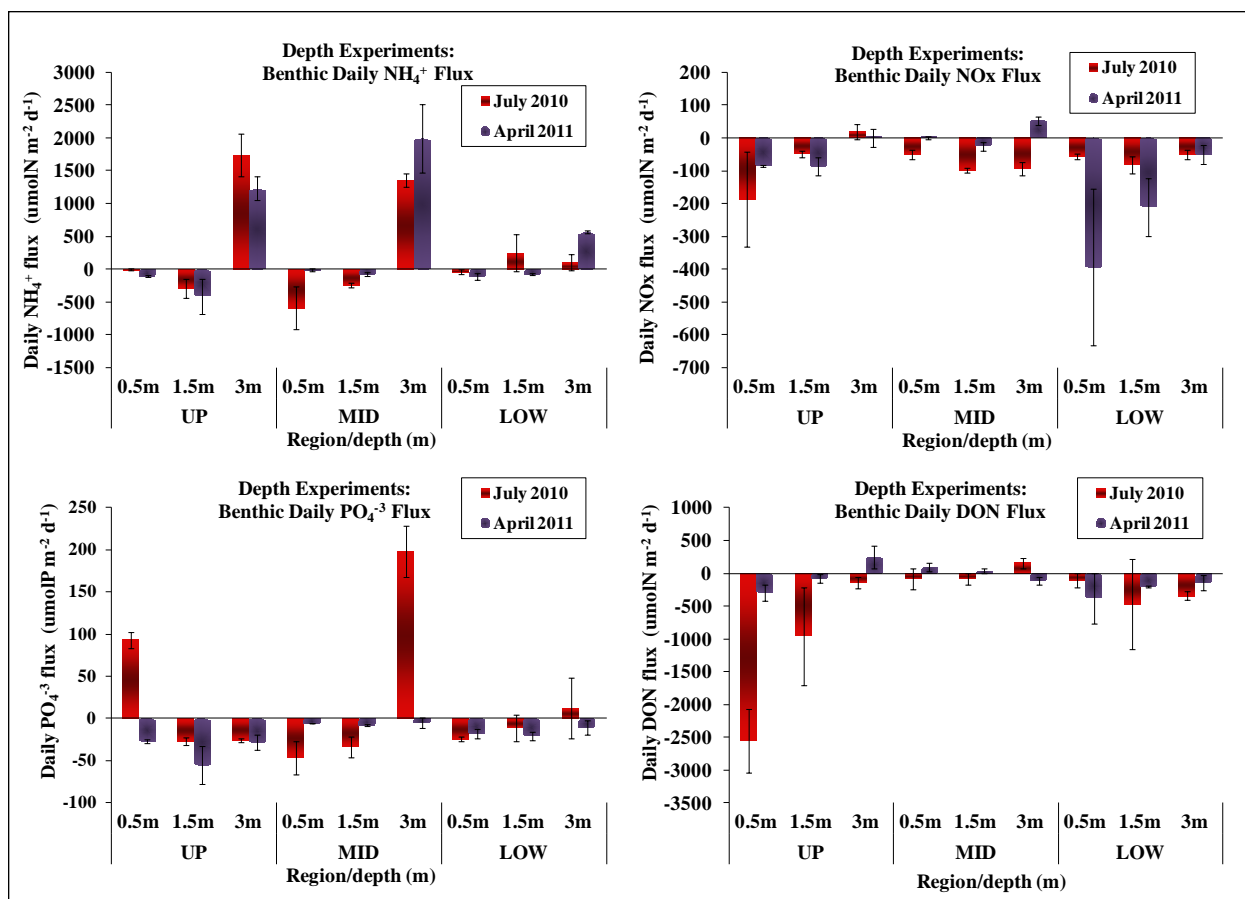 Depth Experiments:
Benthic Daily NH₄⁺ Flux
July 2010
April 2011
Daily NH₄⁺ flux (umolN m⁻² d⁻¹)
3000
2500
2000
1500
1000
500
0
-500
-1000
-1500
0.5m 1.5m 3m 0.5m 1.5m 3m 0.5m 1.5m 3m
UP MID LOW
Region/depth (m)
Depth Experiments:
Benthic Daily NOx Flux
July 2010
April 2011
Daily NOx flux (umolN m⁻² d⁻¹)
200
100
0
-100
-200
-300
-400
-500
-600
-700
0.5m 1.5m 3m 0.5m 1.5m 3m 0.5m 1.5m 3m
UP MID LOW
Region/depth (m)
Depth Experiments:
Benthic Daily PO₄⁻³ Flux
July 2010
April 2011
Daily PO₄⁻³ flux (umolP m⁻² d⁻¹)
250
200
150
100
50
0
-50
-100
0.5m 1.5m 3m 0.5m 1.5m 3m 0.5m 1.5m 3m
UP MID LOW
Region/depth (m)
Depth Experiments:
Benthic Daily DON Flux
July 2010
April 2011
Daily DON flux (umolN m⁻² d⁻¹)
1000
500
0
-500
-1000
-1500
-2000
-2500
-3000
-3500
0.5m 1.5m 3m 0.5m 1.5m 3m 0.5m 1.5m 3m
UP MID LOW
Region/depth (m)